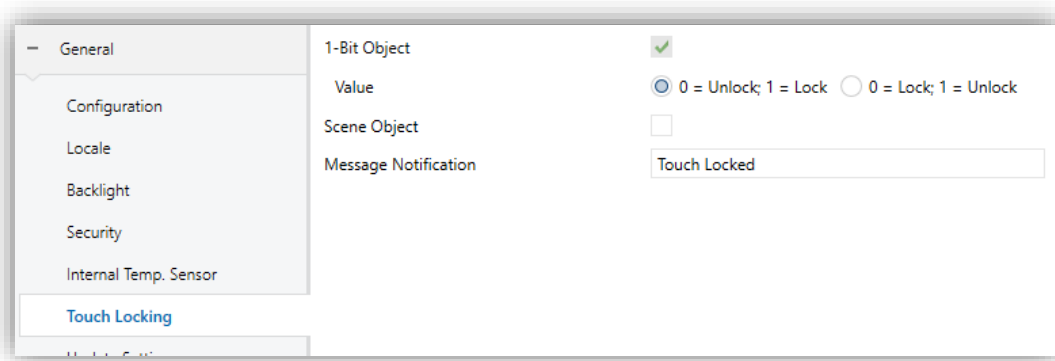 General
Configuration
Locale
Backlight
Security
Internal Temp. Sensor
Touch Locking
1-Bit Object
Value
0 = Unlock; 1 = Lock 0 = Lock; 1 = Unlock
Scene Object
Message Notification
Touch Locked